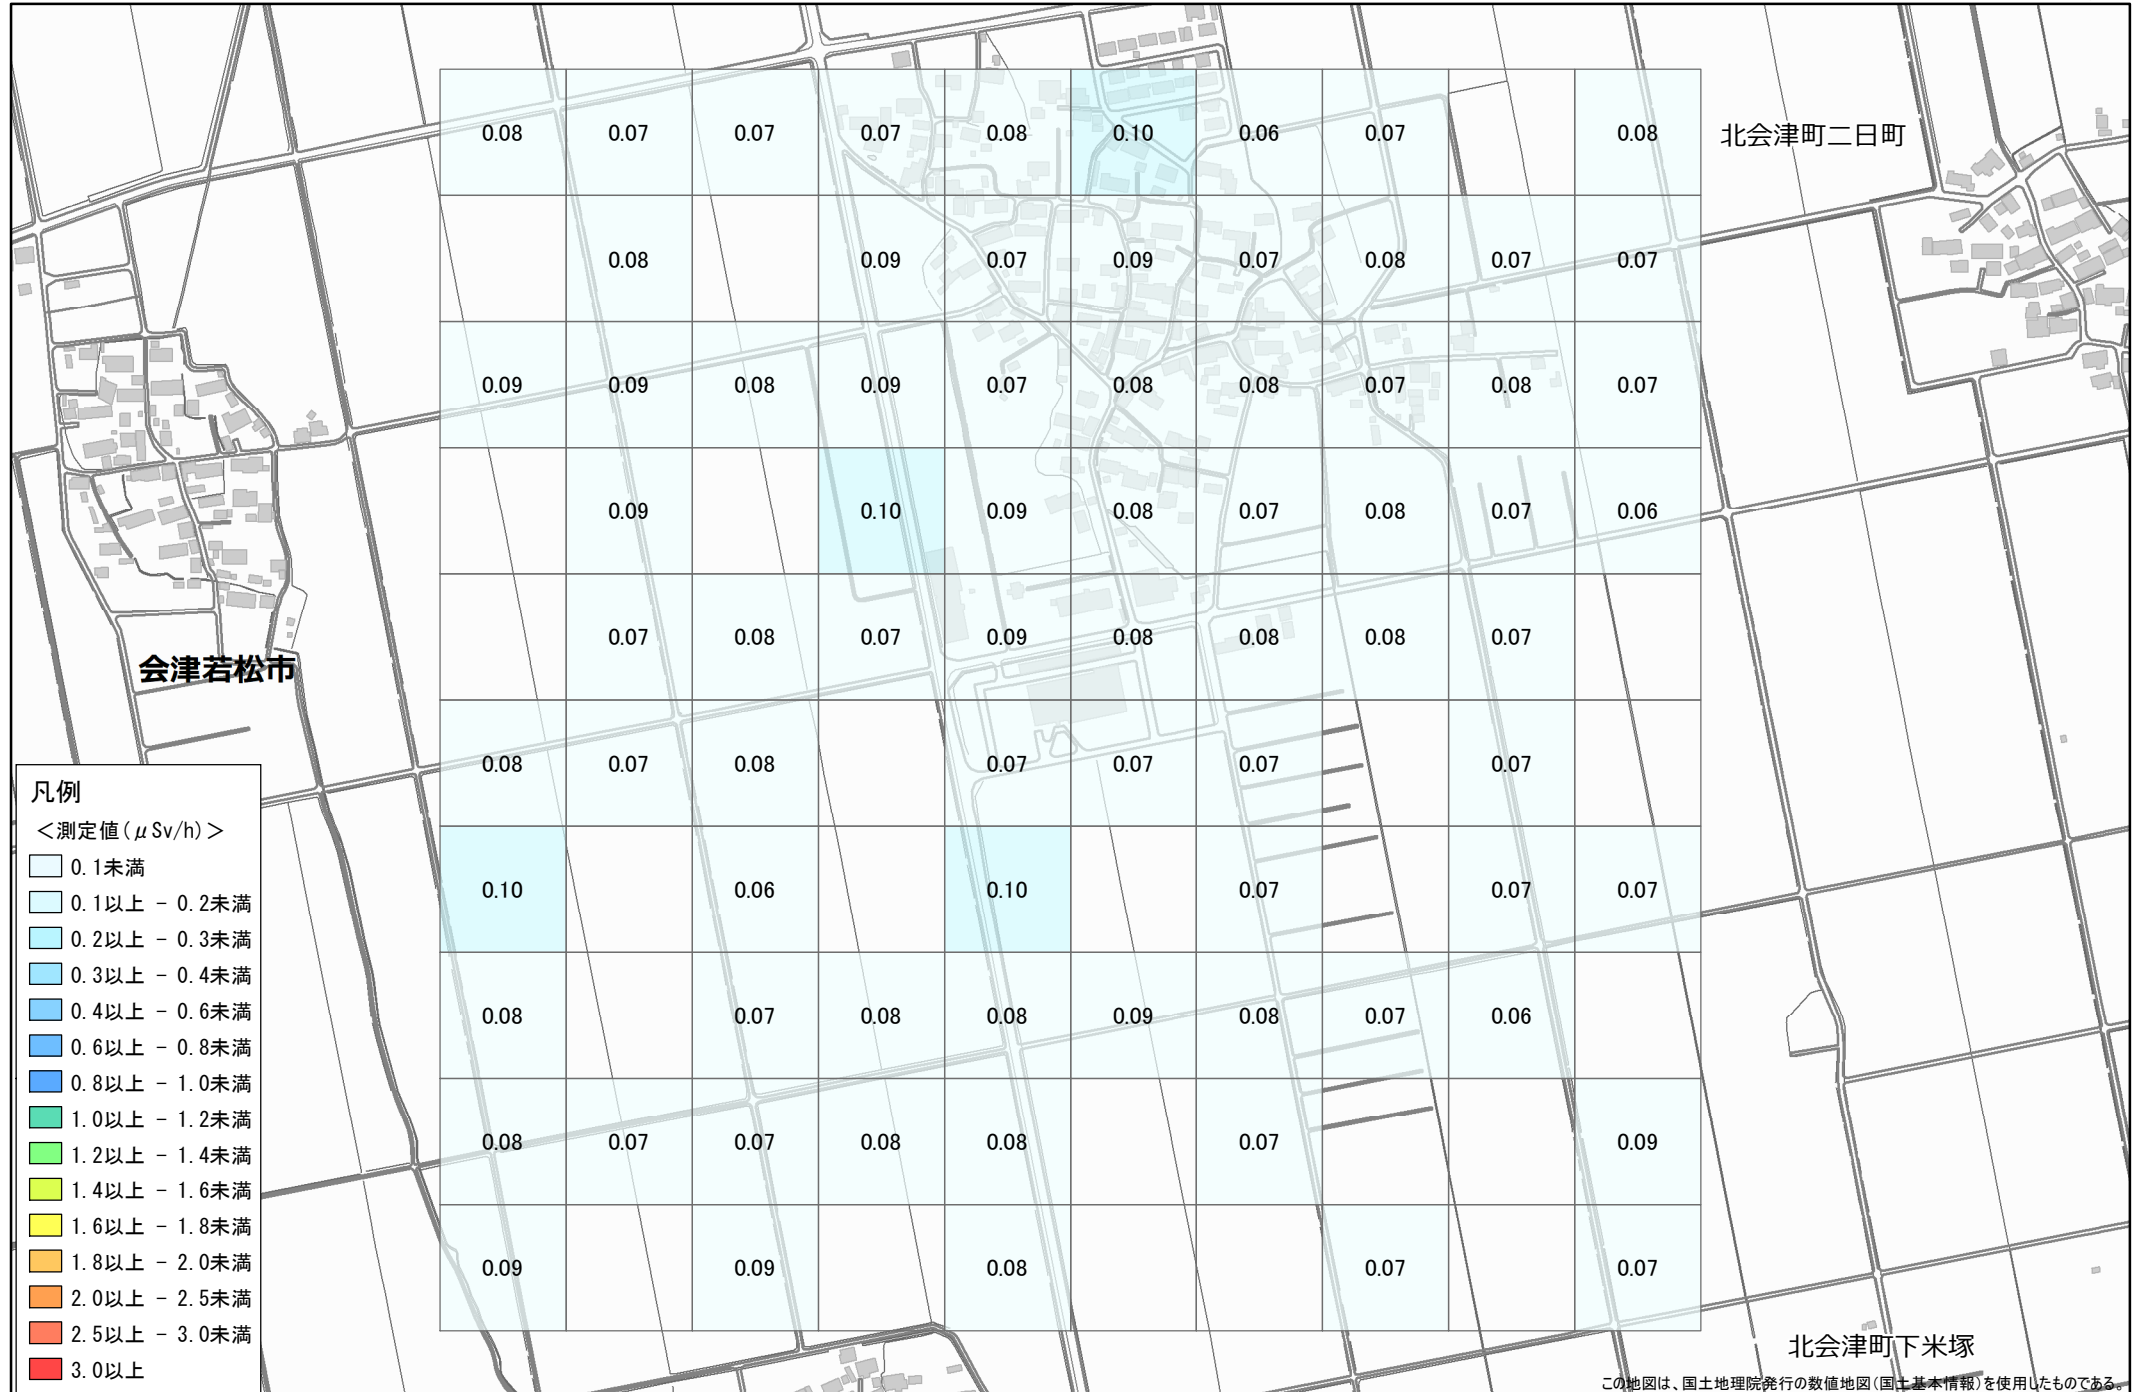 0.08 0.07 0.07 0.07 0.08 0.10 0.06 0.07 0.08
北会津町二日町
0.08 0.09 0.07 0.09 0.07 0.08 0.07 0.07
0.09 0.09 0.08 0.09 0.07 0.08 0.08 0.07 0.08 0.07
0.09 0.10 0.09 0.08 0.07 0.08 0.07 0.06
0.07 0.08 0.07 0.09 0.08 0.08 0.08 0.07
会津若松市
0.08 0.07 0.08 0.07 0.07 0.07 0.07
0.10 0.06 0.10 0.07 0.07 0.07
0.08 0.07 0.08 0.08 0.09 0.08 0.07 0.06
0.08 0.07 0.07 0.08 0.08 0.07 0.09
0.09 0.09 0.08 0.07 0.07
凡例
＜測定値(μSv/h)＞
0.1未満
0.1以上 － 0.2未満
0.2以上 － 0.3未満
0.3以上 － 0.4未満
0.4以上 － 0.6未満
0.6以上 － 0.8未満
0.8以上 － 1.0未満
1.0以上 － 1.2未満
1.2以上 － 1.4未満
1.4以上 － 1.6未満
1.6以上 － 1.8未満
1.8以上 － 2.0未満
2.0以上 － 2.5未満
2.5以上 － 3.0未満
3.0以上
北会津町下米塚
この地図は、国土地理院発行の数値地図(国土基本情報)を使用したものである。